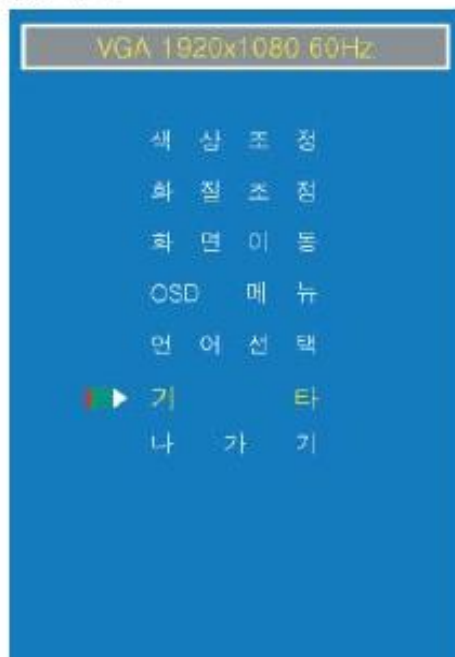 VGA 1920x1080 60Hz
색 상 조 정
화 질 조 정
화 면 이 동
OSD 메 뉴
언 어 선 택
기 타
나 가 기